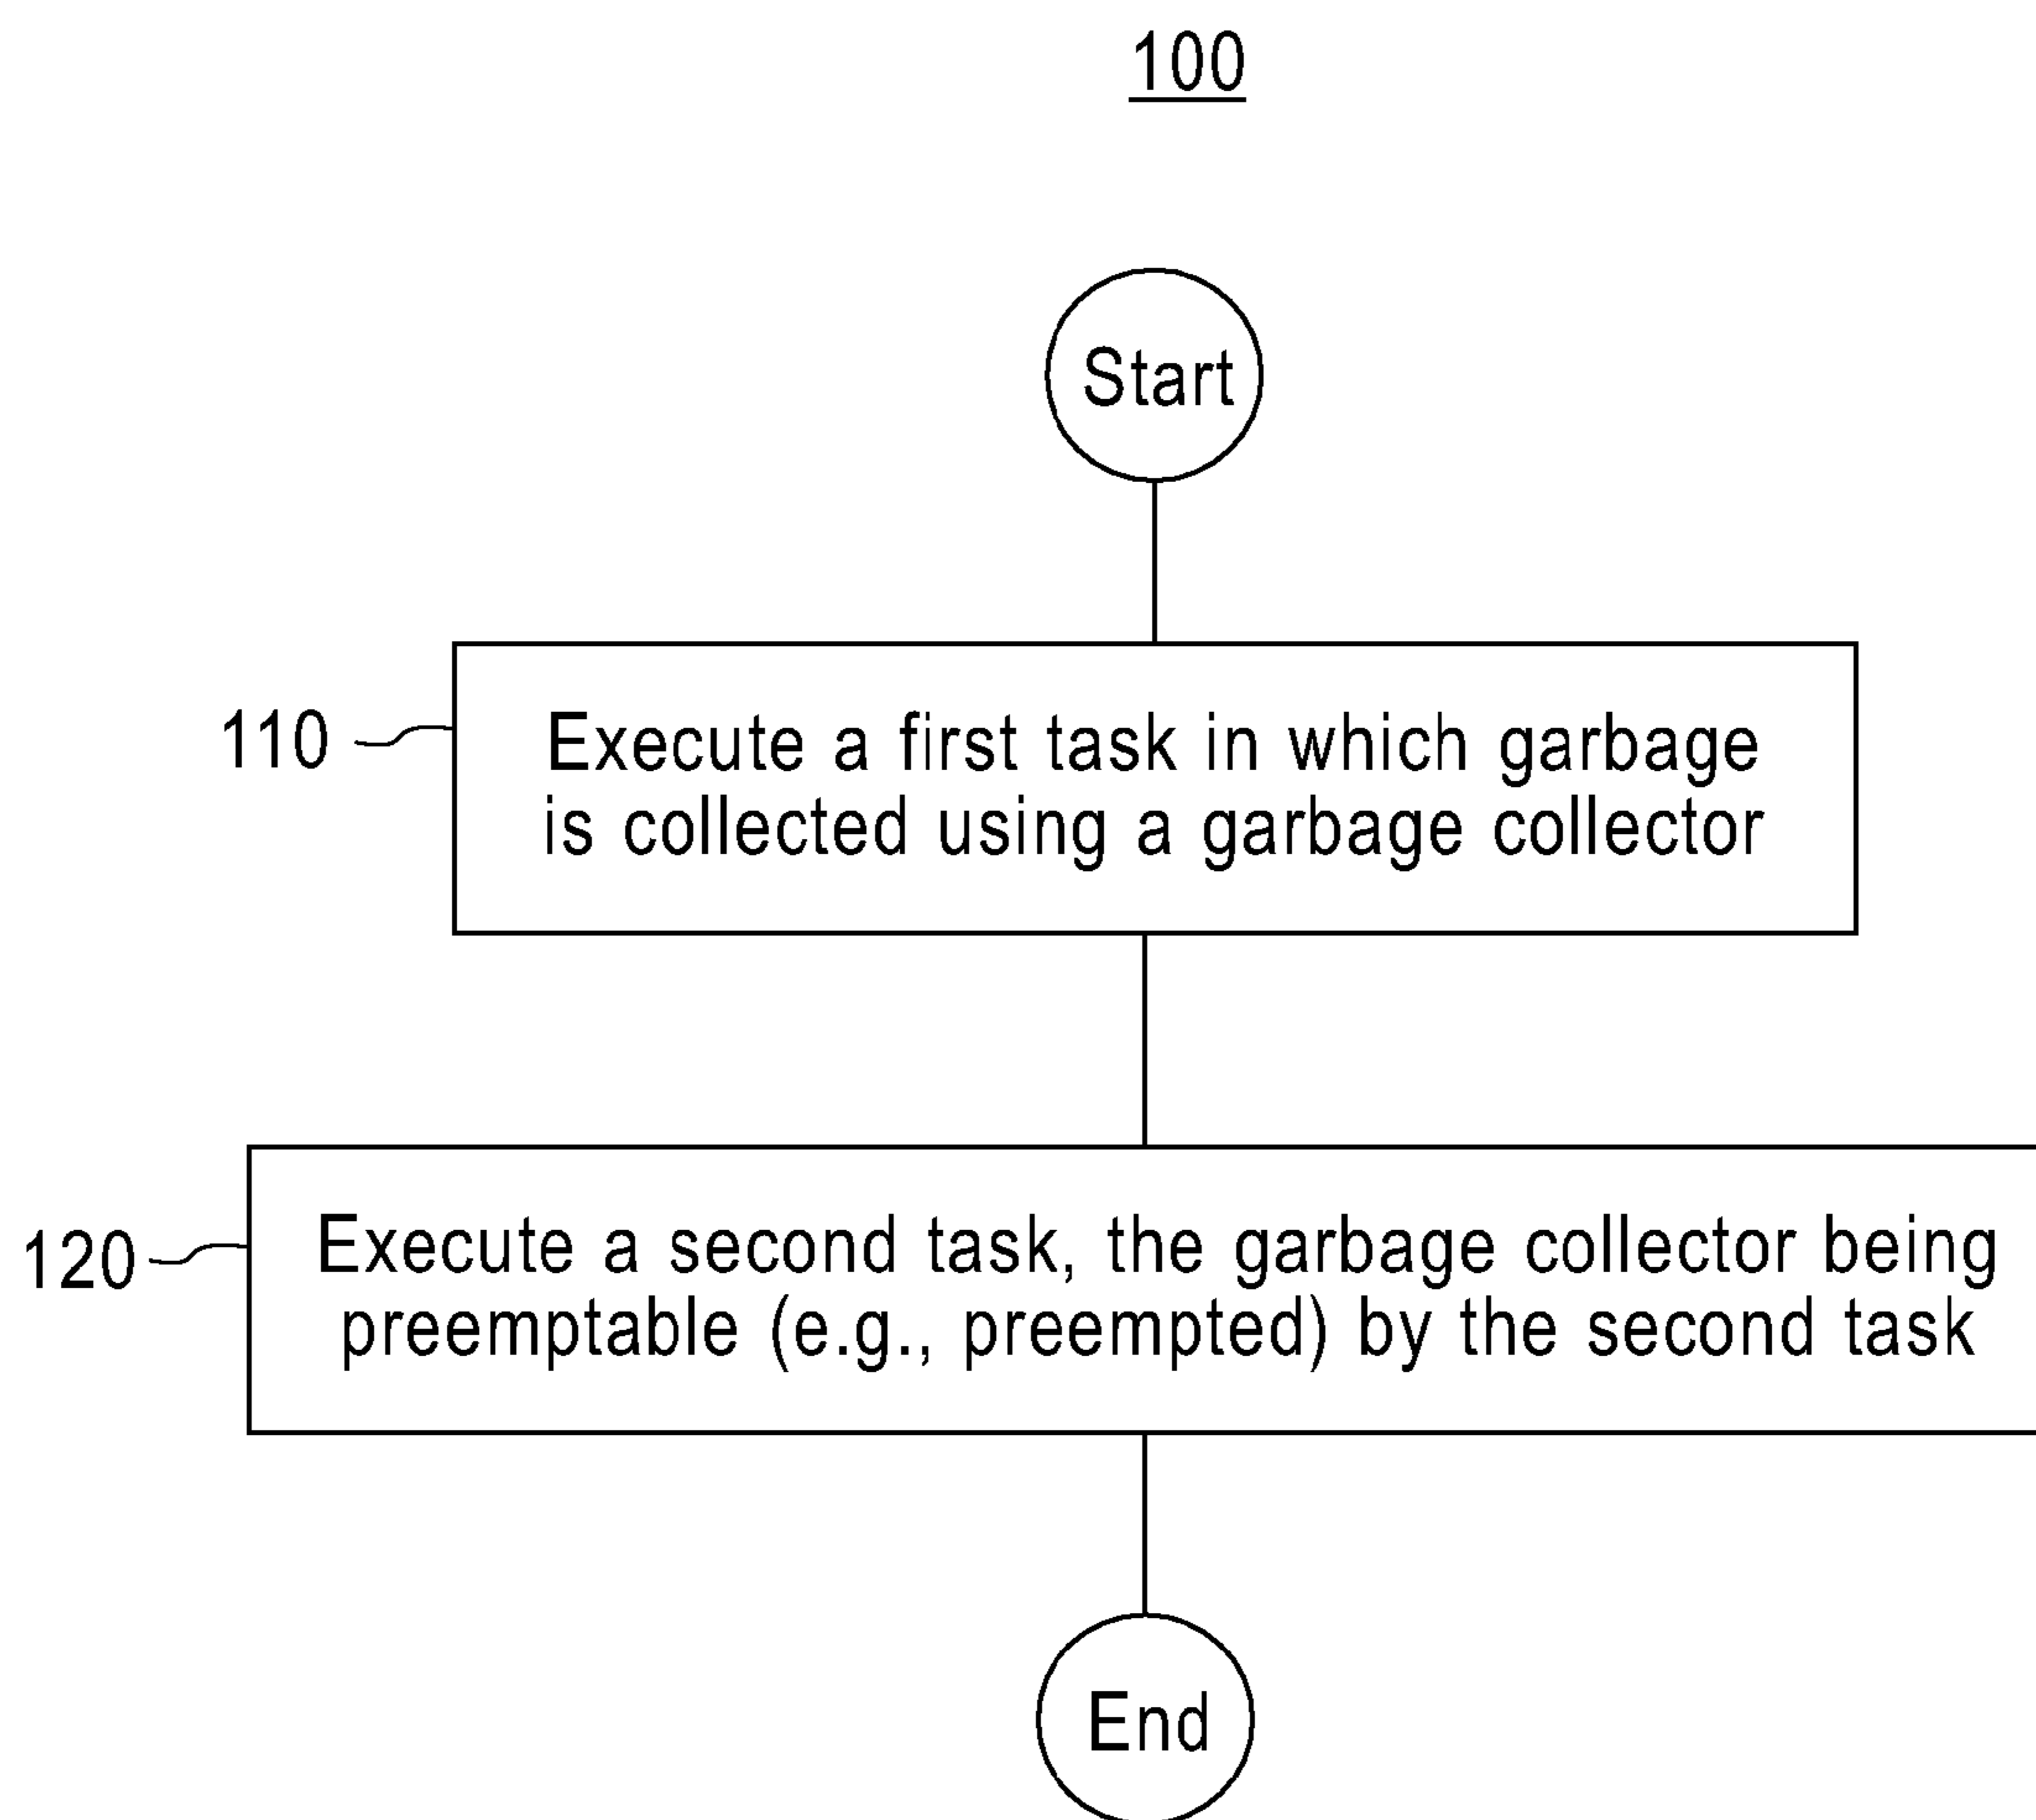 100
Start
110
Execute a first task in which garbage
is collected using a garbage collector
120
Execute a second task, the garbage collector being
preemptable (e.g., preempted) by the second task
End